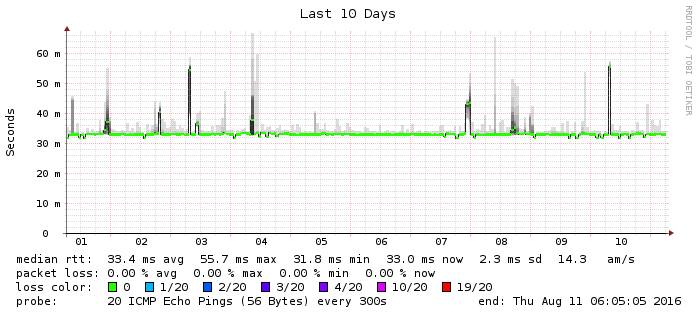 Last 10 Days
RRDTOOL / TOBI OETIKER
Seconds
60 m
50 m
40 m
30 m
20 m
10 m
0
01 02 03 04 05 06 07 08 09 10
median rtt: 33.4 ms avg 55.7 ms max 31.8 ms min 33.0 ms now 2.3 ms sd 14.3 am/s
packet loss: 0.00 % avg 0.00 % max 0.00 % min 0.00 % now
loss color: 0 1/20 2/20 3/20 4/20 10/20 19/20
probe: 20 ICMP Echo Pings (56 Bytes) every 300s end: Thu Aug 11 06:05:05 2016